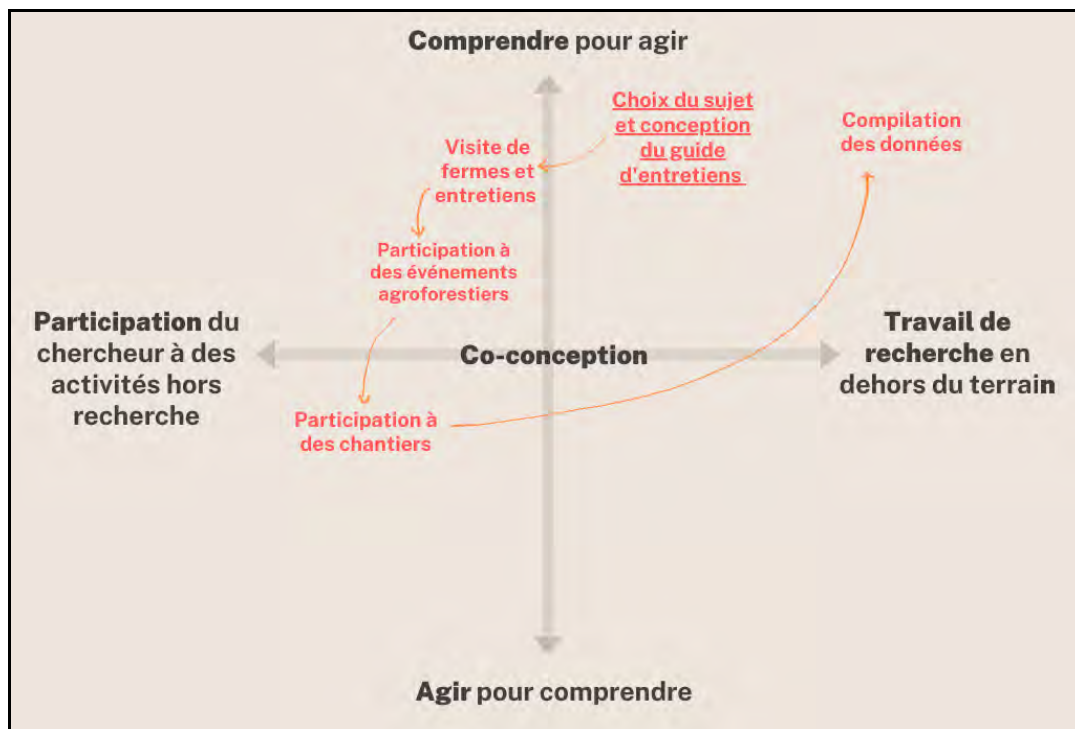 Comprendre pour agir
Choix du sujet
et conception
du guide
d'entretiens
Compilation
des données
Visite de
fermes et
entretiens
Participation à
des événements
agroforestiers
Participation du
chercheur à des
activités hors
recherche
Co-conception
Travail de
recherche en
dehors du terrain
Participation à
des chantiers
Agir pour comprendre